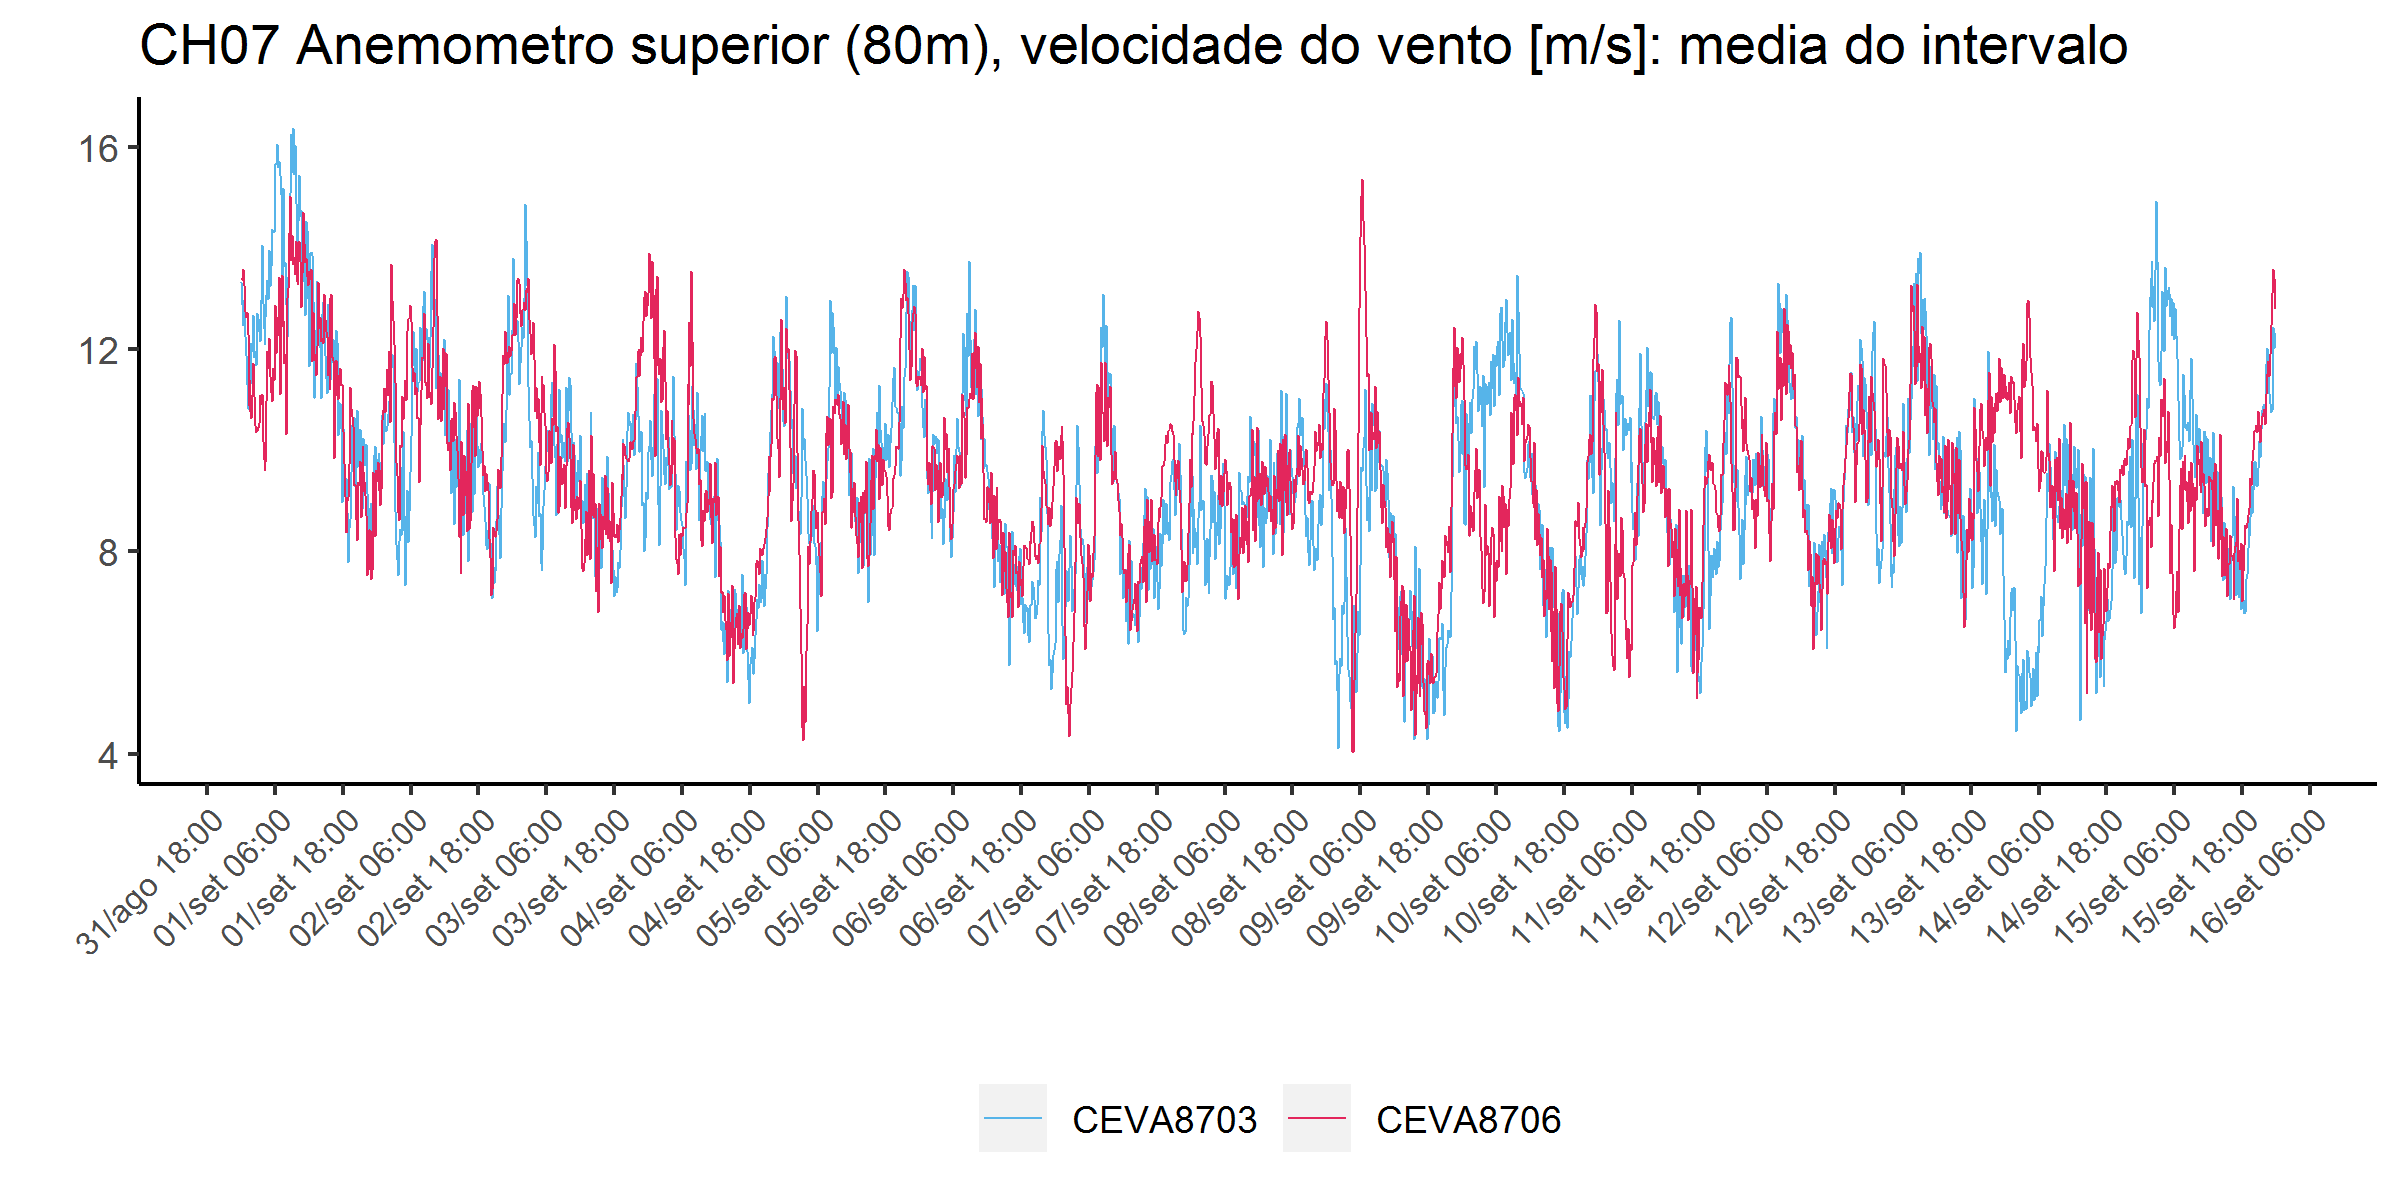 CH07 Anemometro superior (80m), velocidade do vento [m/s]: media do intervalo
16
12
8
4
31/ago 18:00
01/set 06:00
01/set 18:00
02/set 06:00
02/set 18:00
03/set 06:00
03/set 18:00
04/set 06:00
04/set 18:00
05/set 06:00
05/set 18:00
06/set 06:00
06/set 18:00
07/set 06:00
07/set 18:00
08/set 06:00
08/set 18:00
09/set 06:00
09/set 18:00
10/set 06:00
10/set 18:00
11/set 06:00
11/set 18:00
12/set 06:00
12/set 18:00
13/set 06:00
13/set 18:00
14/set 06:00
14/set 18:00
15/set 06:00
15/set 18:00
16/set 06:00
CEVA8703 CEVA8706